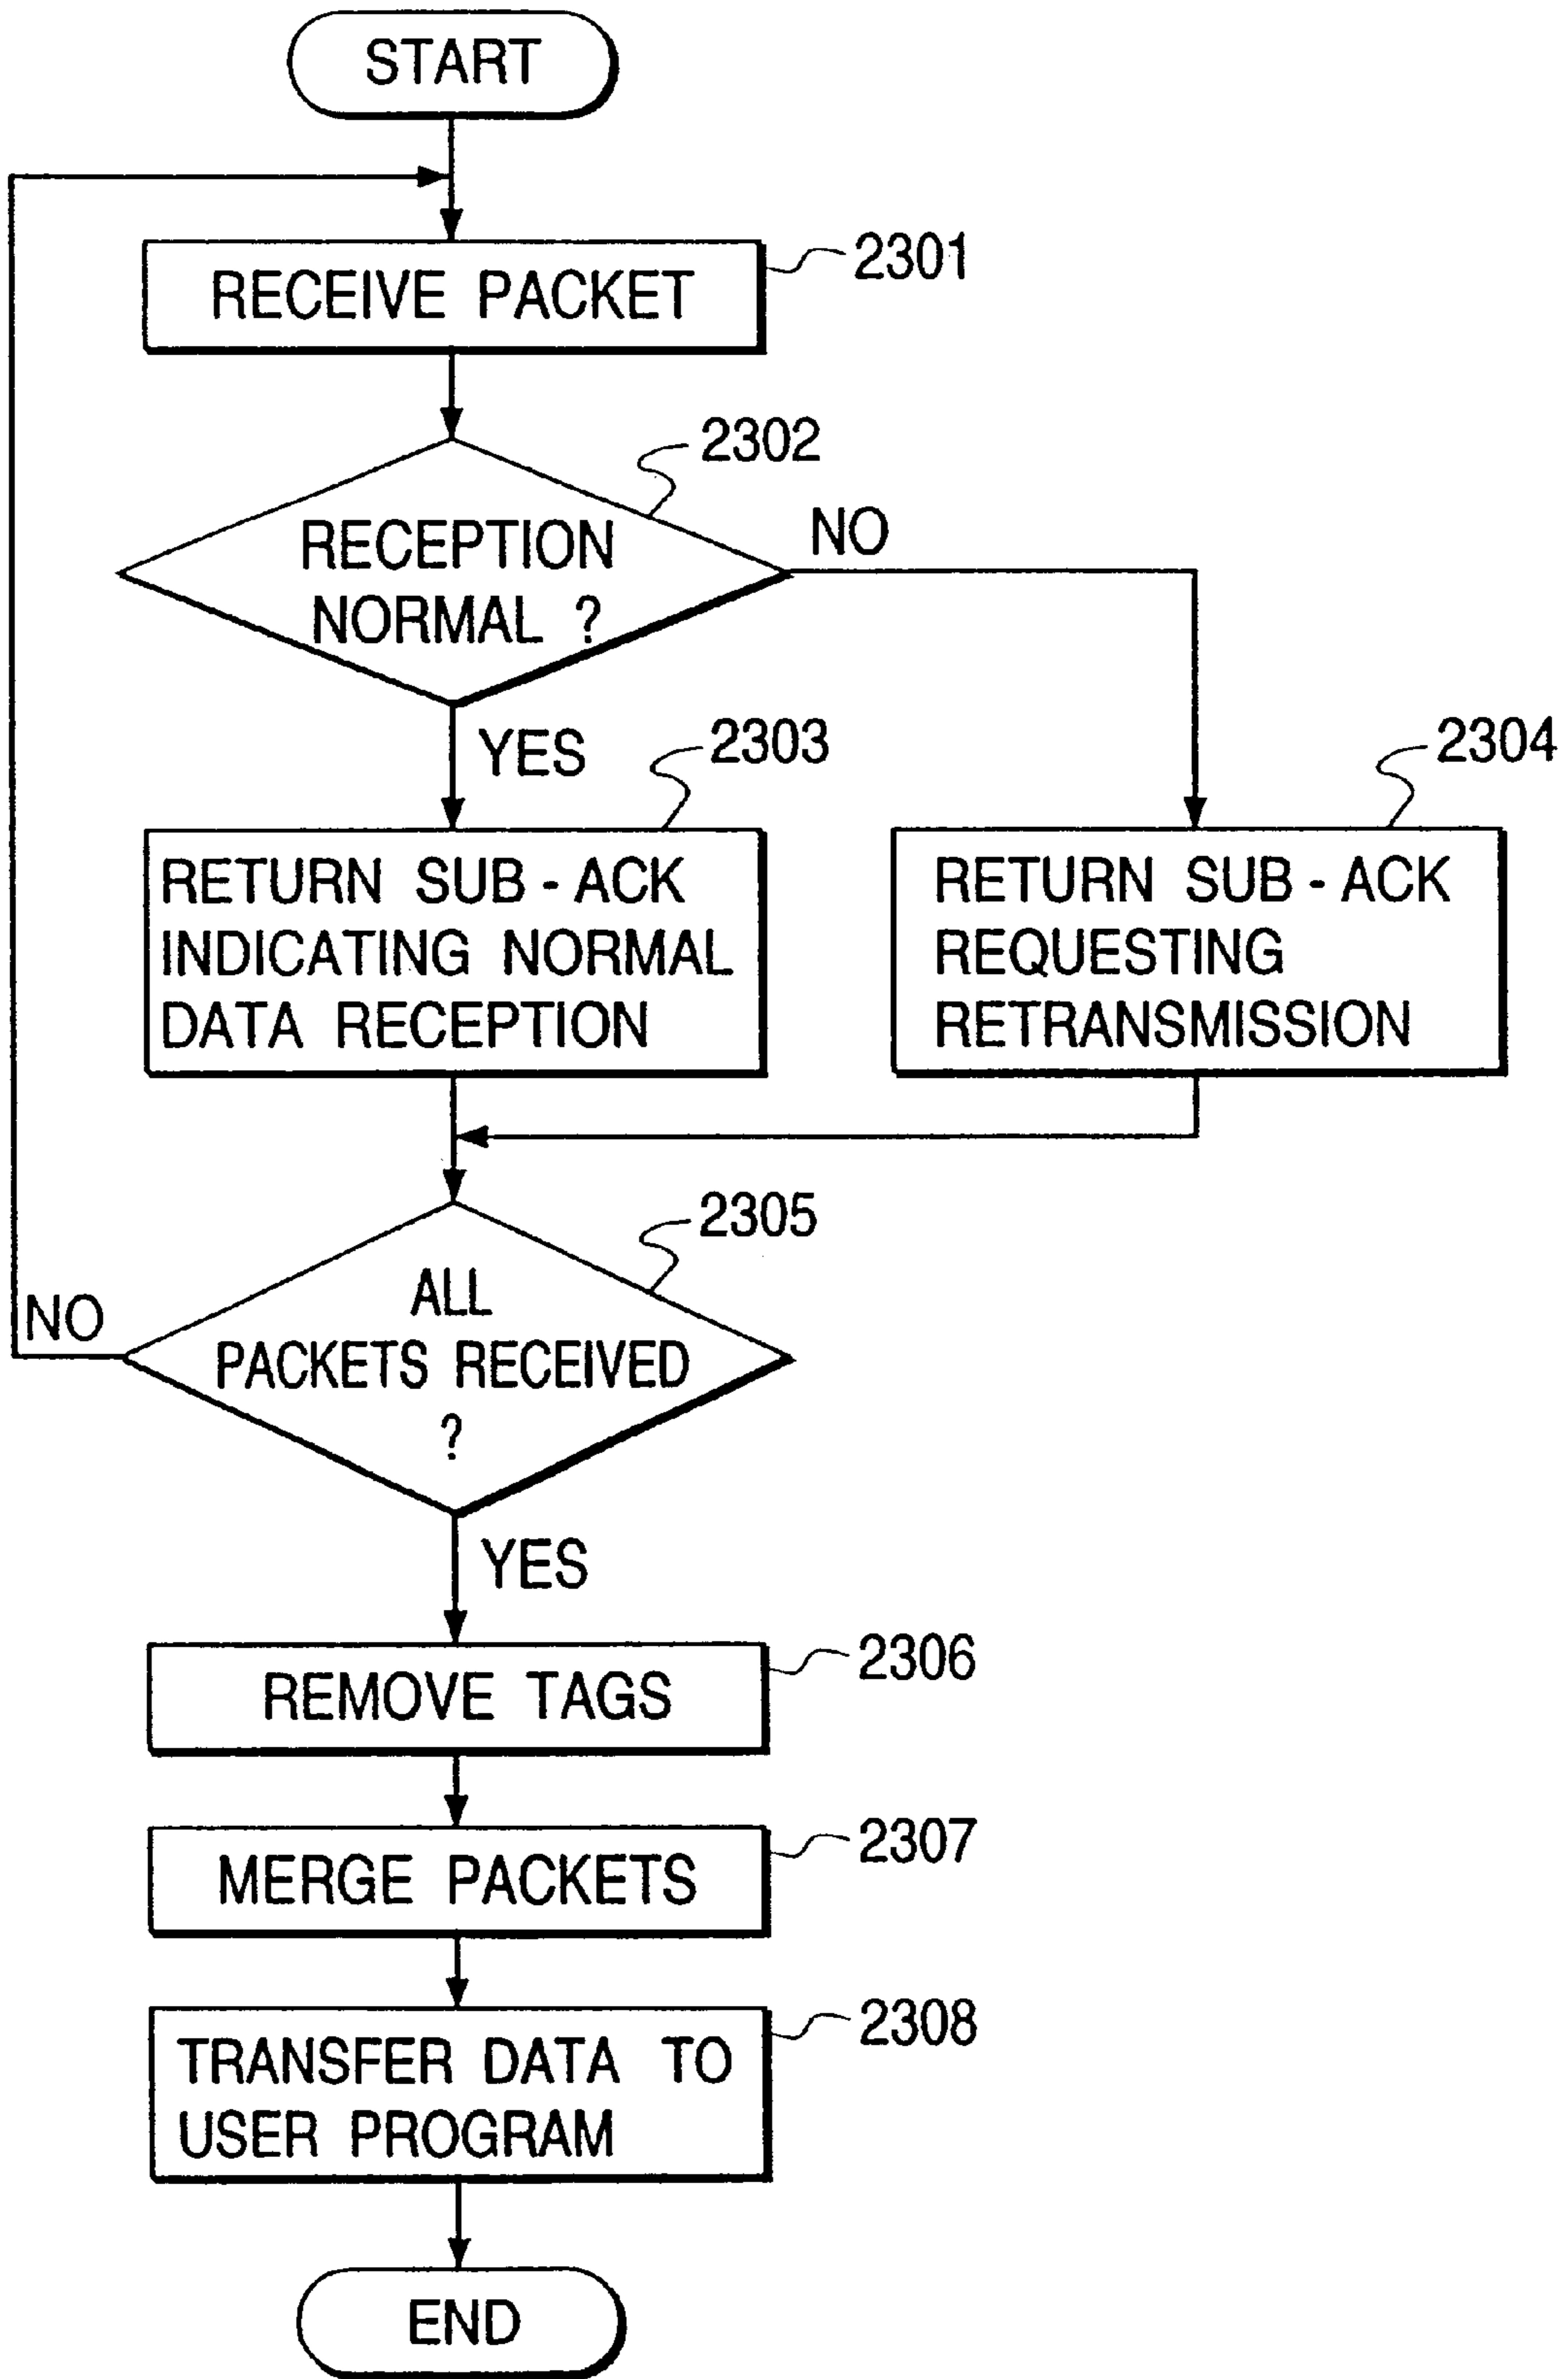 START
RECEIVE PACKET
2301
2302
RECEPTION
NORMAL ?
NO
YES
2303
RETURN SUB - ACK
INDICATING NORMAL
DATA RECEPTION
2304
RETURN SUB - ACK
REQUESTING
RETRANSMISSION
2305
ALL
PACKETS RECEIVED
?
NO
YES
REMOVE TAGS
2306
MERGE PACKETS
2307
TRANSFER DATA TO
USER PROGRAM
2308
END